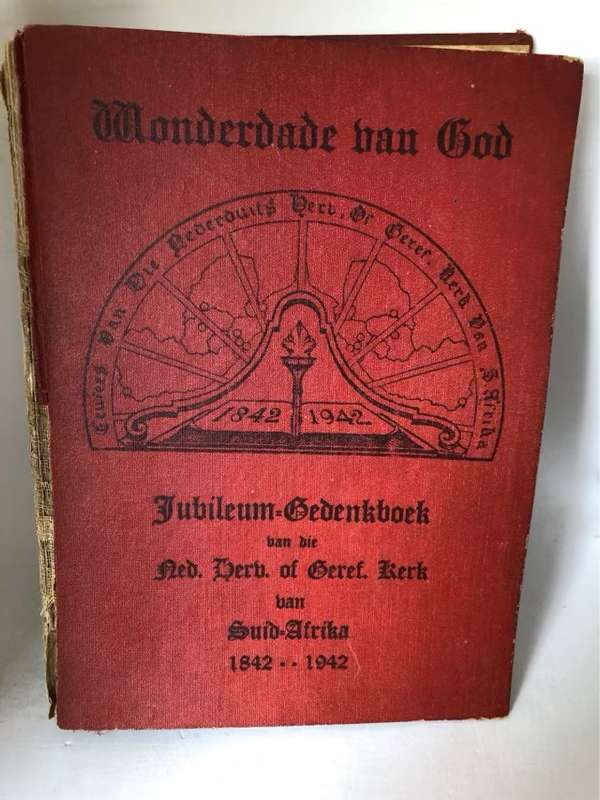 Wonderdade van God
Eeufees Van Die Nederduits Herv. Of Geref. Kerk Van S. Afrika
1842 1942
Jubileum-Gedenkboek
van die
Ned. Herv. of Geref. Kerk
van
Suid-Afrika
1842 - - 1942